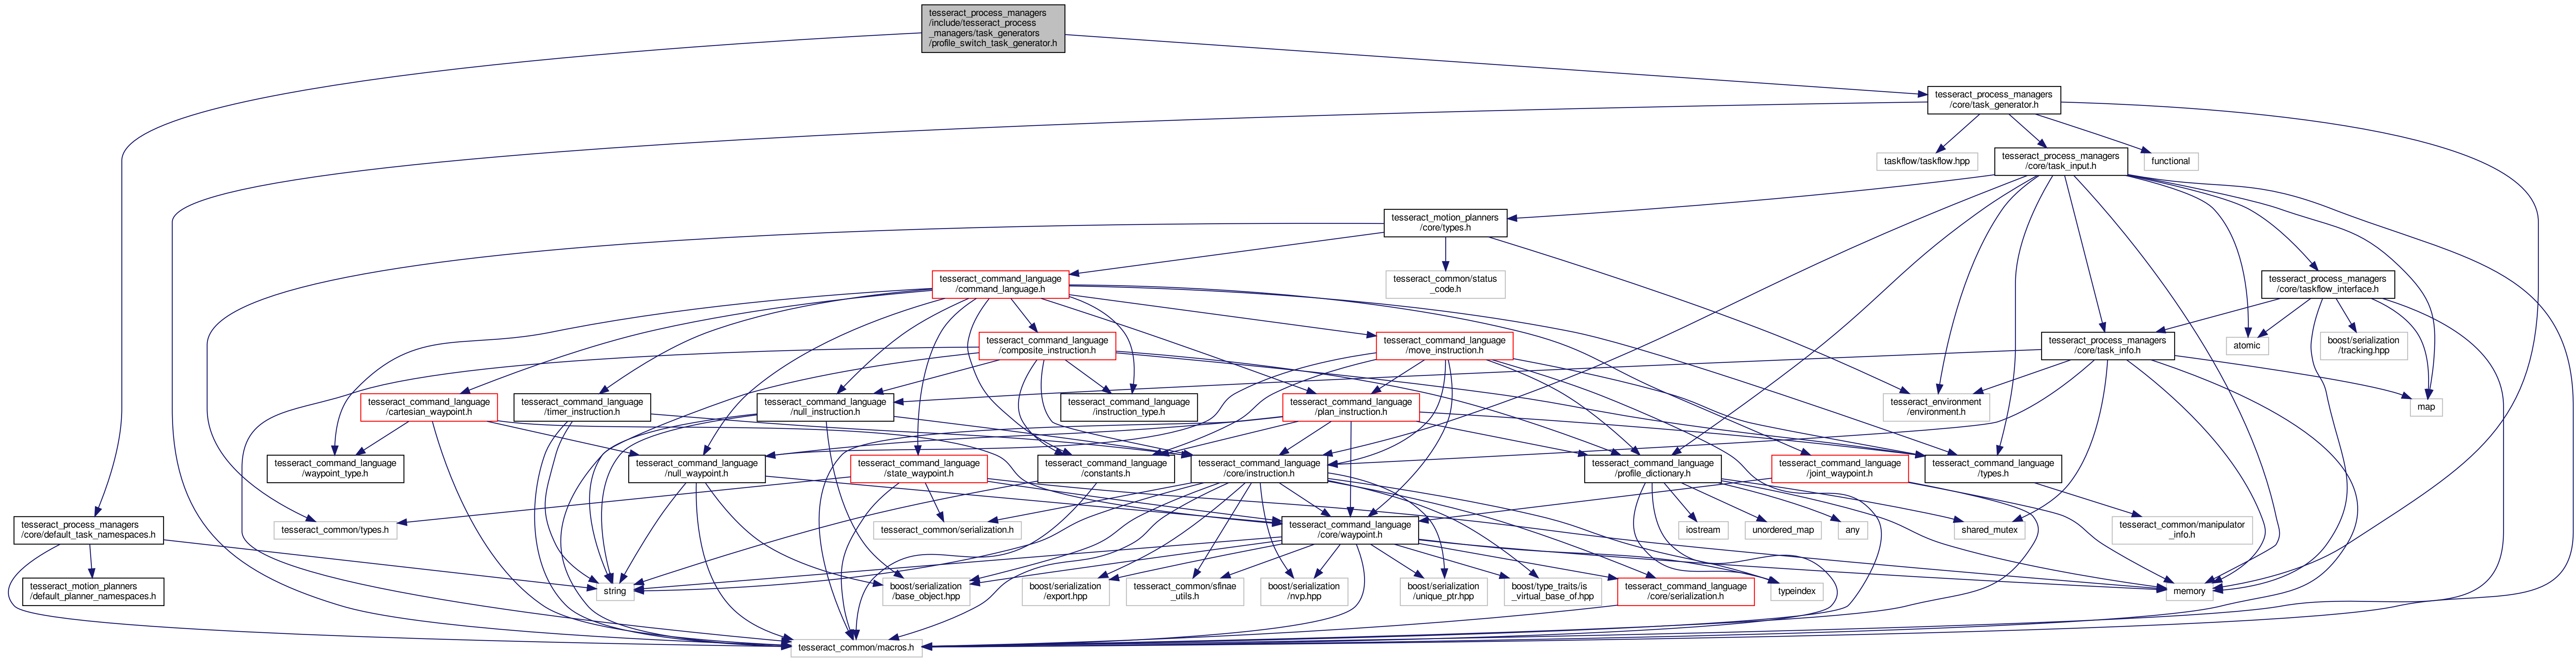 tesseract_process_managers
/include/tesseract_process
_managers/task_generators
/profile_switch_task_generator.h
tesseract_process_managers
/core/task_generator.h
taskflow/taskflow.hpp
tesseract_process_managers
/core/task_input.h
functional
tesseract_motion_planners
/core/types.h
tesseract_command_language
/command_language.h
tesseract_common/status
_code.h
tesseract_process_managers
/core/taskflow_interface.h
tesseract_command_language
/composite_instruction.h
tesseract_command_language
/move_instruction.h
tesseract_process_managers
/core/task_info.h
atomic
boost/serialization
/tracking.hpp
tesseract_command_language
/cartesian_waypoint.h
tesseract_command_language
/timer_instruction.h
tesseract_command_language
/null_instruction.h
tesseract_command_language
/instruction_type.h
tesseract_command_language
/plan_instruction.h
tesseract_environment
/environment.h
map
tesseract_command_language
/waypoint_type.h
tesseract_command_language
/null_waypoint.h
tesseract_command_language
/state_waypoint.h
tesseract_command_language
/constants.h
tesseract_command_language
/core/instruction.h
tesseract_command_language
/profile_dictionary.h
tesseract_command_language
/joint_waypoint.h
tesseract_command_language
/types.h
tesseract_process_managers
/core/default_task_namespaces.h
tesseract_common/types.h
tesseract_common/serialization.h
tesseract_command_language
/core/waypoint.h
iostream
unordered_map
any
shared_mutex
tesseract_common/manipulator
_info.h
tesseract_motion_planners
/default_planner_namespaces.h
string
boost/serialization
/base_object.hpp
boost/serialization
/export.hpp
tesseract_common/sfinae
_utils.h
boost/serialization
/nvp.hpp
boost/serialization
/unique_ptr.hpp
boost/type_traits/is
_virtual_base_of.hpp
tesseract_command_language
/core/serialization.h
typeindex
memory
tesseract_common/macros.h